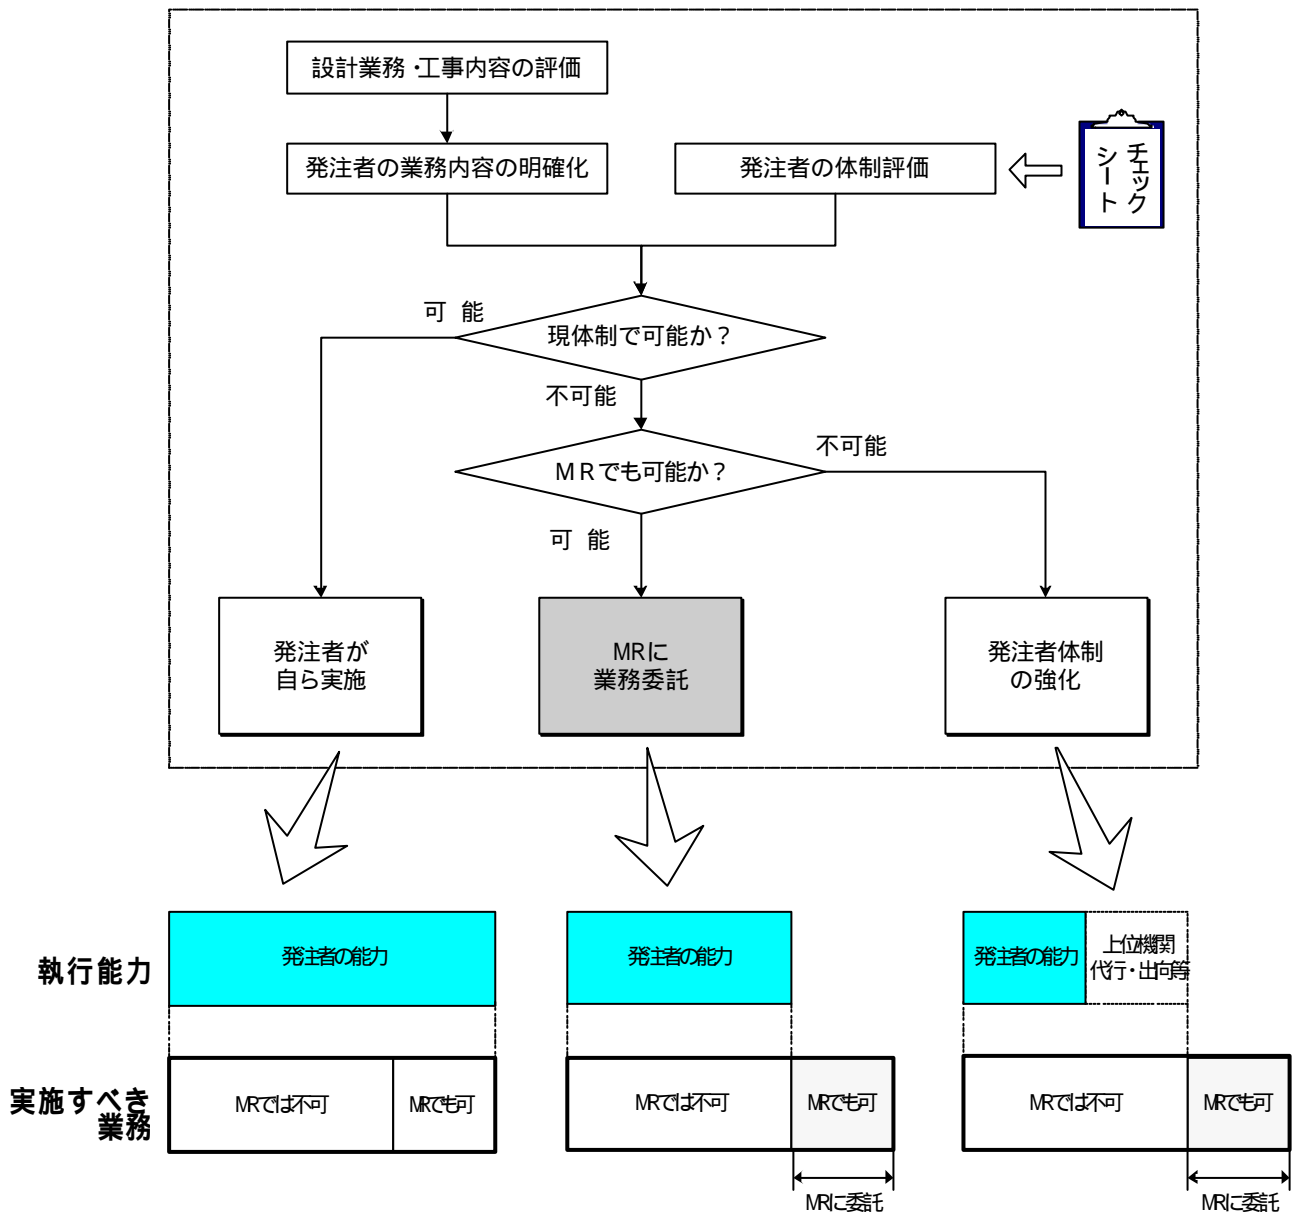 設計業務・工事内容の評価
発注者の業務内容の明確化
発注者の体制評価
チェック
シート
可 能
現体制で可能か？
不可能
ＭＲでも可能か？
不可能
可 能
発注者が
自ら実施
MRに
業務委託
発注者体制
の強化
執行能力
発注者の能力
発注者の能力
発注者の能力
上位機関
代行・出向等
実施すべき
業務
MRでは不可
MRでも可
MRでは不可
MRでも可
MRでは不可
MRでも可
MRに委託
MRに委託